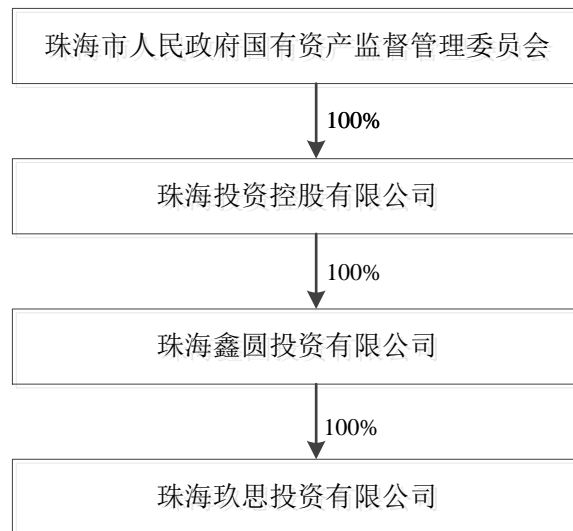 珠海市人民政府国有资产监督管理委员会
100%
珠海投资控股有限公司
100%
珠海鑫圆投资有限公司
100%
珠海玖思投资有限公司